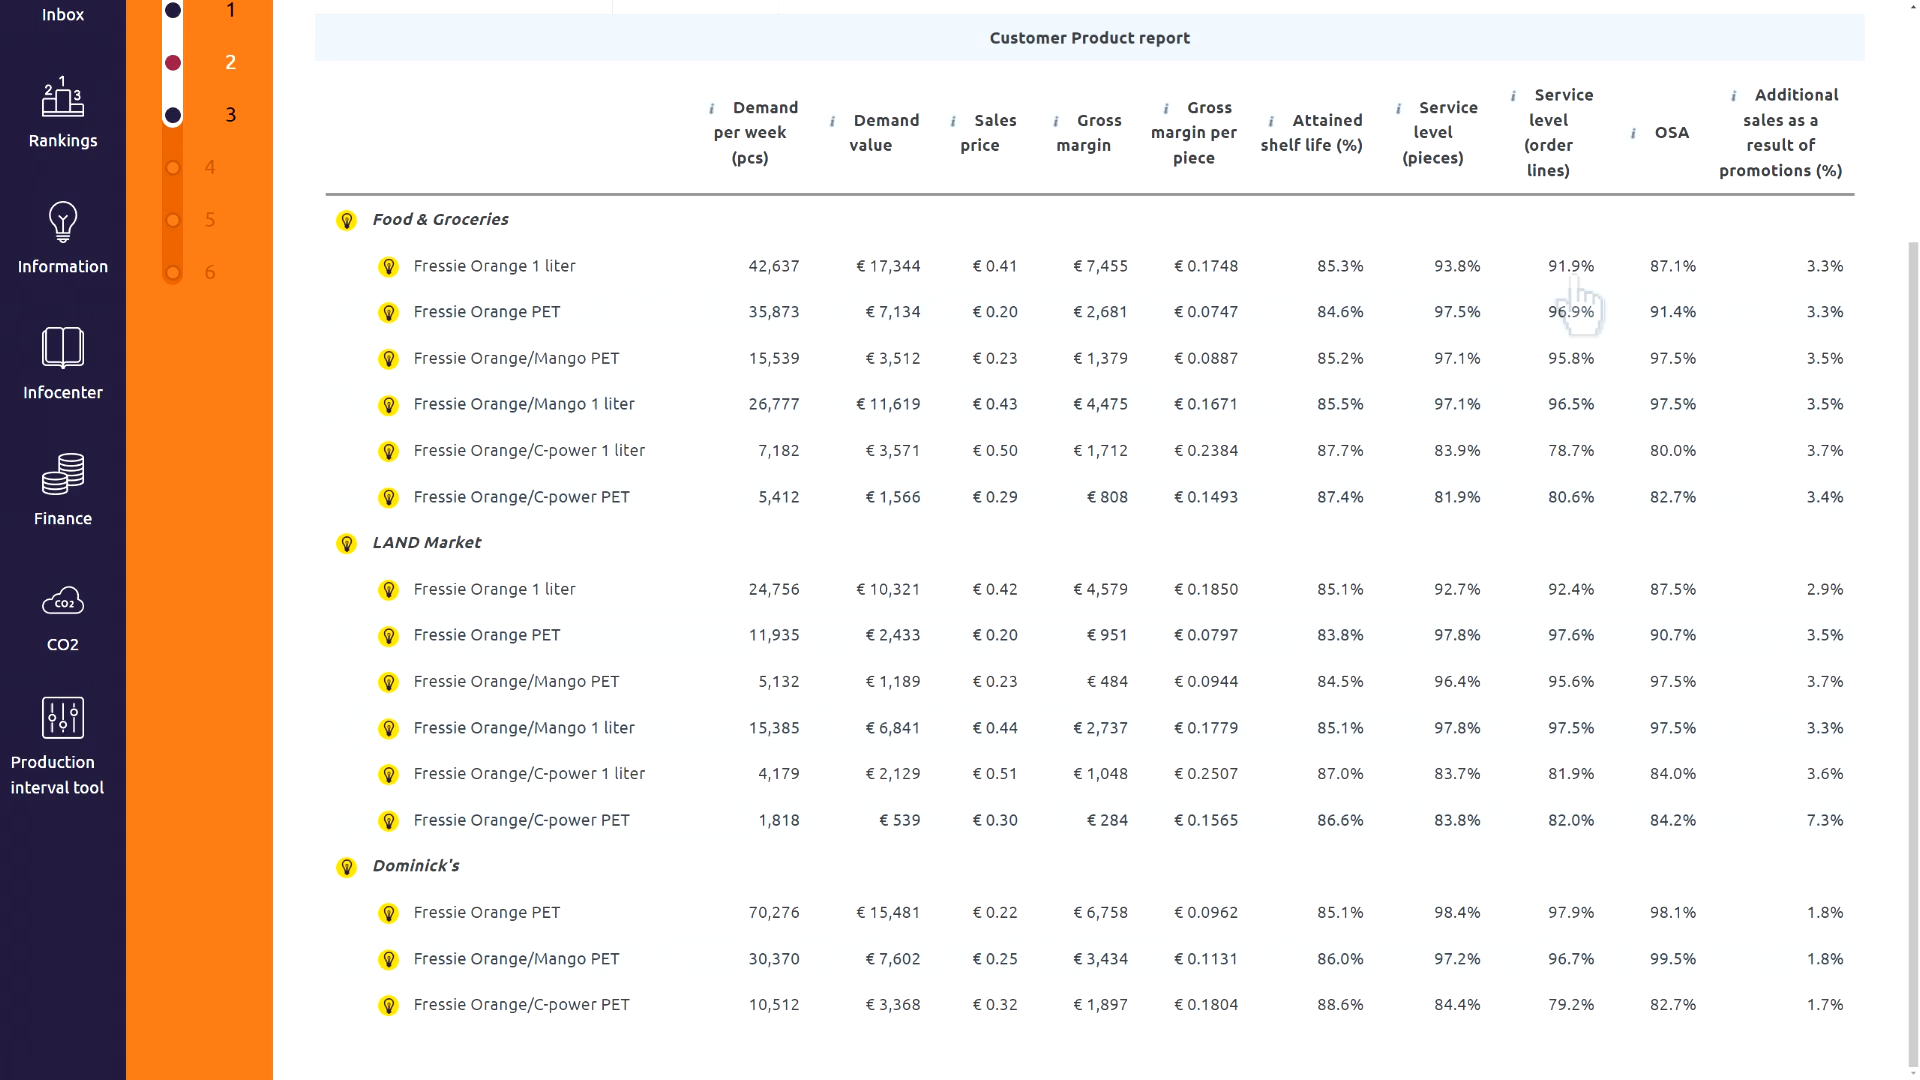 Inbox
Rankings
Information
Infocenter
Finance
CO2
CO2
Production
interval tool
1
2
3
4
5
6
Customer Product report
i Demand per week (pcs)
i Demand value
i Sales price
i Gross margin
i Gross margin per piece
i Attained shelf life (%)
i Service level (pieces)
i Service level (order lines)
i OSA
i Additional sales as a result of promotions (%)
Food & Groceries
Fressie Orange 1 liter 42,637 € 17,344 € 0.41 € 7,455 € 0.1748 85.3% 93.8% 91.9% 87.1% 3.3%
Fressie Orange PET 35,873 € 7,134 € 0.20 € 2,681 € 0.0747 84.6% 97.5% 96.9% 91.4% 3.3%
Fressie Orange/Mango PET 15,539 € 3,512 € 0.23 € 1,379 € 0.0887 85.2% 97.1% 95.8% 97.5% 3.5%
Fressie Orange/Mango 1 liter 26,777 € 11,619 € 0.43 € 4,475 € 0.1671 85.5% 97.1% 96.5% 97.5% 3.5%
Fressie Orange/C-power 1 liter 7,182 € 3,571 € 0.50 € 1,712 € 0.2384 87.7% 83.9% 78.7% 80.0% 3.7%
Fressie Orange/C-power PET 5,412 € 1,566 € 0.29 € 808 € 0.1493 87.4% 81.9% 80.6% 82.7% 3.4%
LAND Market
Fressie Orange 1 liter 24,756 € 10,321 € 0.42 € 4,579 € 0.1850 85.1% 92.7% 92.4% 87.5% 2.9%
Fressie Orange PET 11,935 € 2,433 € 0.20 € 951 € 0.0797 83.8% 97.8% 97.6% 90.7% 3.5%
Fressie Orange/Mango PET 5,132 € 1,189 € 0.23 € 484 € 0.0944 84.5% 96.4% 95.6% 97.5% 3.7%
Fressie Orange/Mango 1 liter 15,385 € 6,841 € 0.44 € 2,737 € 0.1779 85.1% 97.8% 97.5% 97.5% 3.3%
Fressie Orange/C-power 1 liter 4,179 € 2,129 € 0.51 € 1,048 € 0.2507 87.0% 83.7% 81.9% 84.0% 3.6%
Fressie Orange/C-power PET 1,818 € 539 € 0.30 € 284 € 0.1565 86.6% 83.8% 82.0% 84.2% 7.3%
Dominick's
Fressie Orange PET 70,276 € 15,481 € 0.22 € 6,758 € 0.0962 85.1% 98.4% 97.9% 98.1% 1.8%
Fressie Orange/Mango PET 30,370 € 7,602 € 0.25 € 3,434 € 0.1131 86.0% 97.2% 96.7% 99.5% 1.8%
Fressie Orange/C-power PET 10,512 € 3,368 € 0.32 € 1,897 € 0.1804 88.6% 84.4% 79.2% 82.7% 1.7%